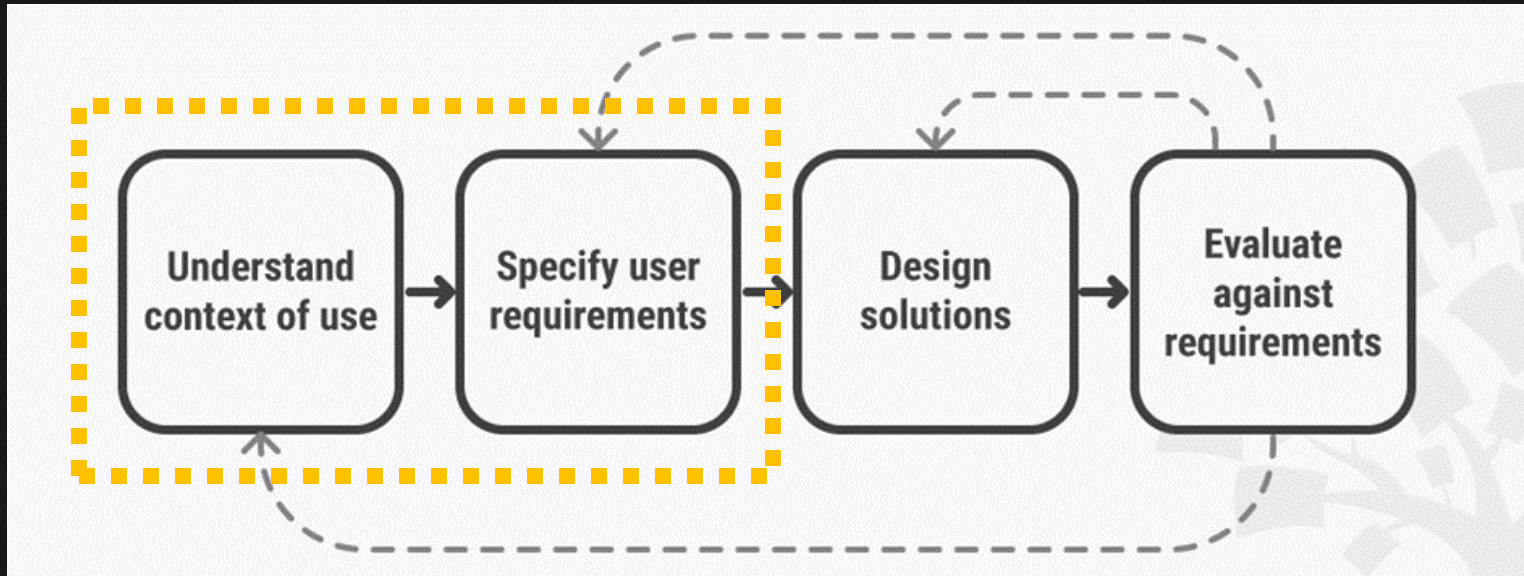 Understand
context of use
Specify user
requirements
Design
solutions
Evaluate
against
requirements